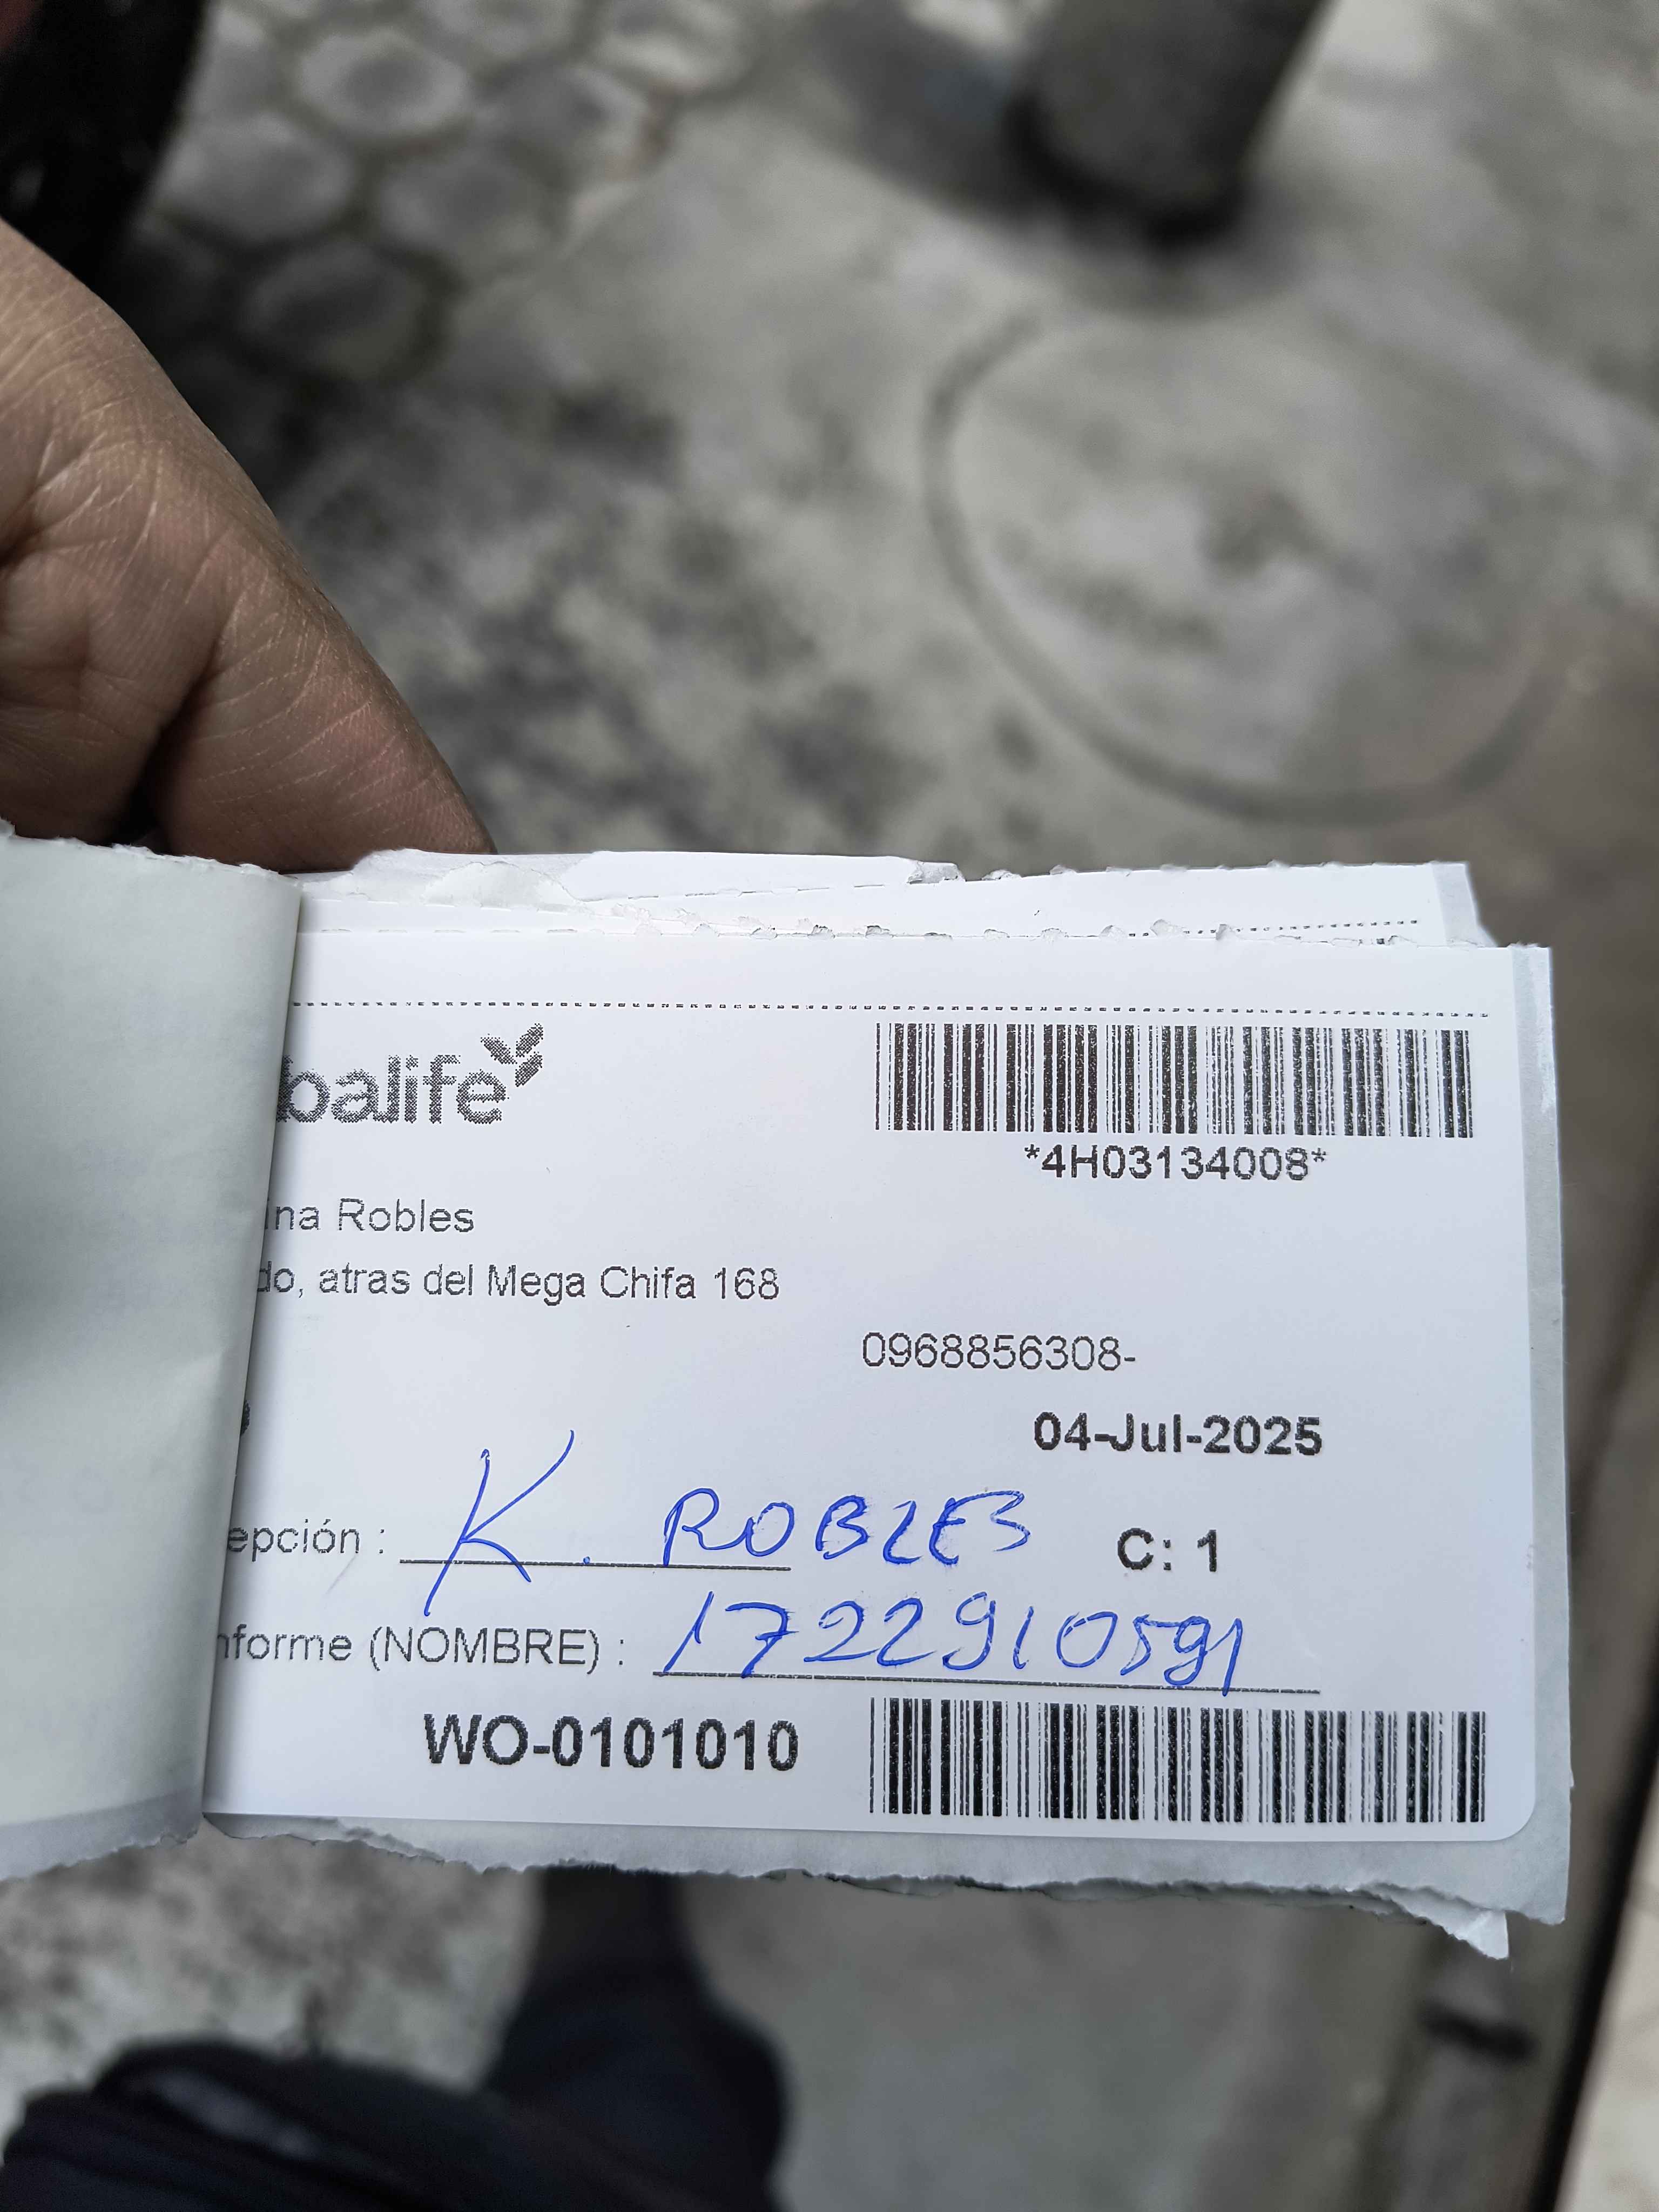 balife
*4H03134008*
ina Robles
do, atras del Mega Chifa 168
0968856308-
04-Jul-2025
epción : K. ROBLES C: 1
nforme (NOMBRE) : 1722910591
WO-0101010